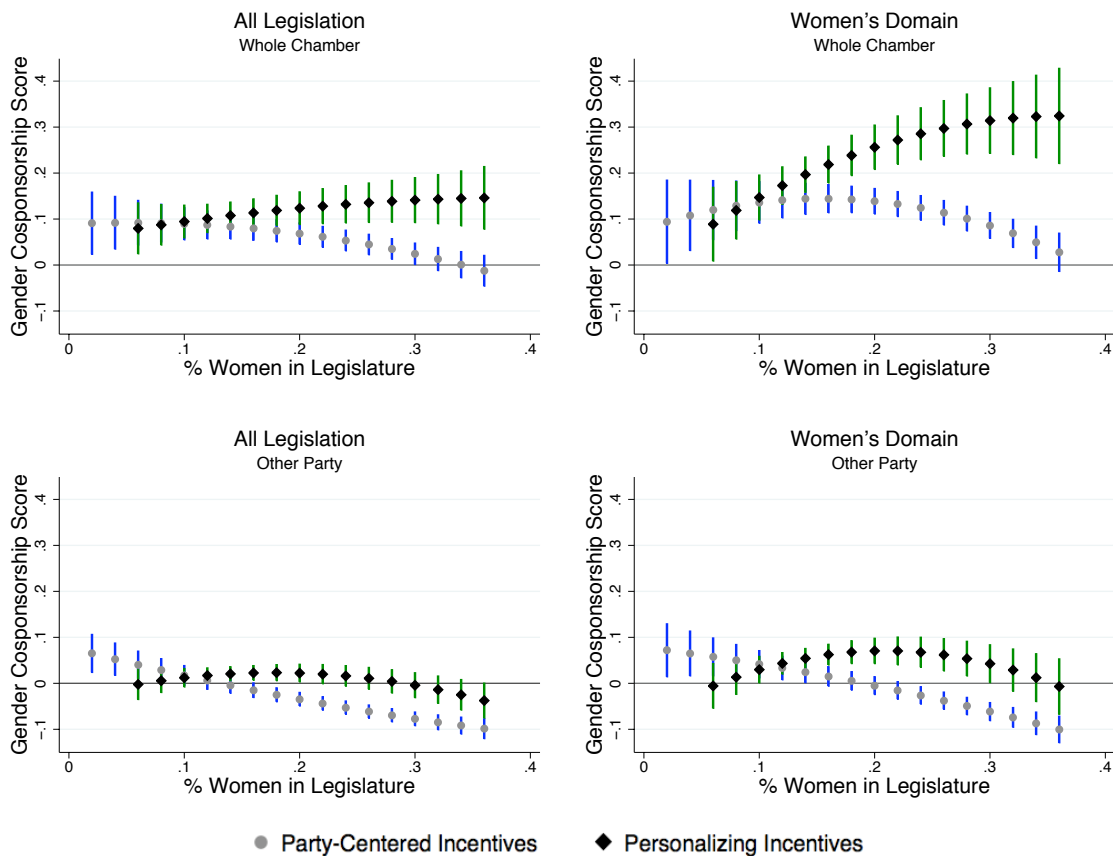 All Legislation
Whole Chamber
Gender Cosponsorship Score
.4
.3
.2
.1
0
-.1
0 .1 .2 .3 .4
% Women in Legislature
Women's Domain
Whole Chamber
Gender Cosponsorship Score
.4
.3
.2
.1
0
-.1
0 .1 .2 .3 .4
% Women in Legislature
All Legislation
Other Party
Gender Cosponsorship Score
.4
.3
.2
.1
0
-.1
0 .1 .2 .3 .4
% Women in Legislature
Women's Domain
Other Party
Gender Cosponsorship Score
.4
.3
.2
.1
0
-.1
0 .1 .2 .3 .4
% Women in Legislature
Party-Centered Incentives Personalizing Incentives